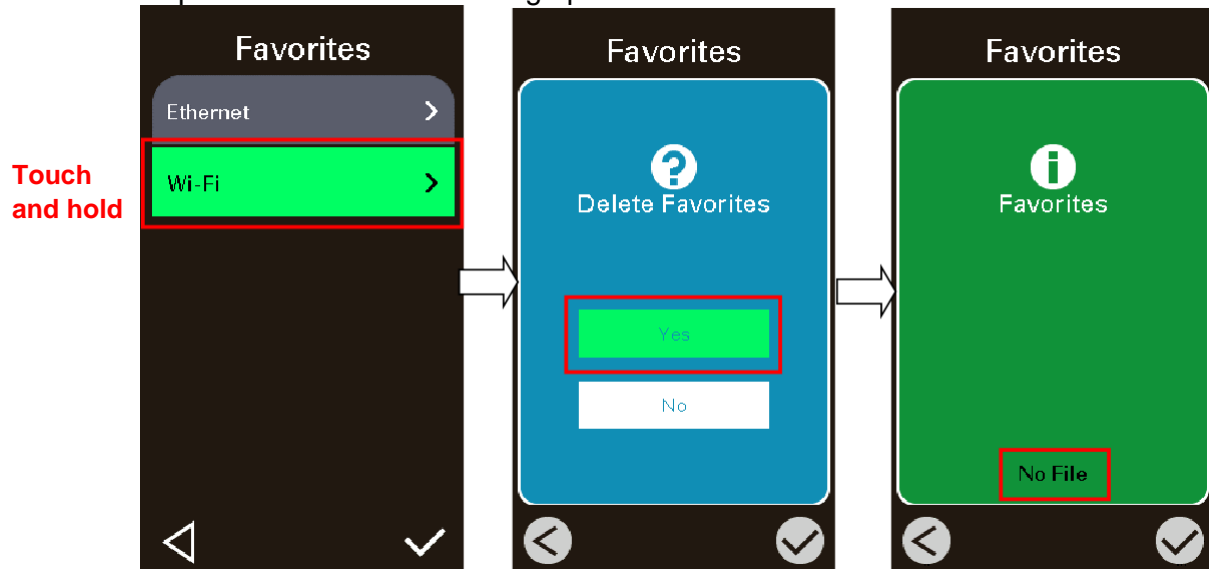 Favorites
Ethernet
Wi-Fi
Touch
and hold
Favorites
Delete Favorites
Yes
No
Favorites
Favorites
No File